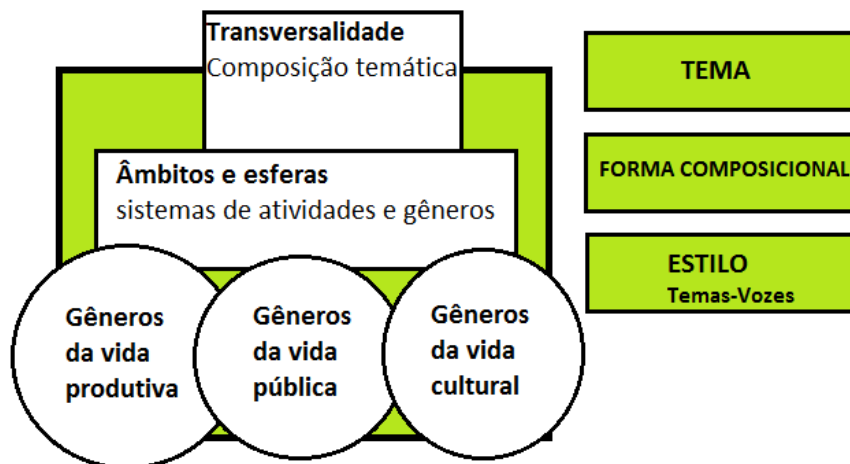 Transversalidade
Composição temática
Âmbitos e esferas
sistemas de atividades e gêneros
Gêneros
da vida
produtiva
Gêneros
da vida
pública
Gêneros
da vida
cultural
TEMA
FORMA COMPOSICIONAL
ESTILO
Temas-Vozes